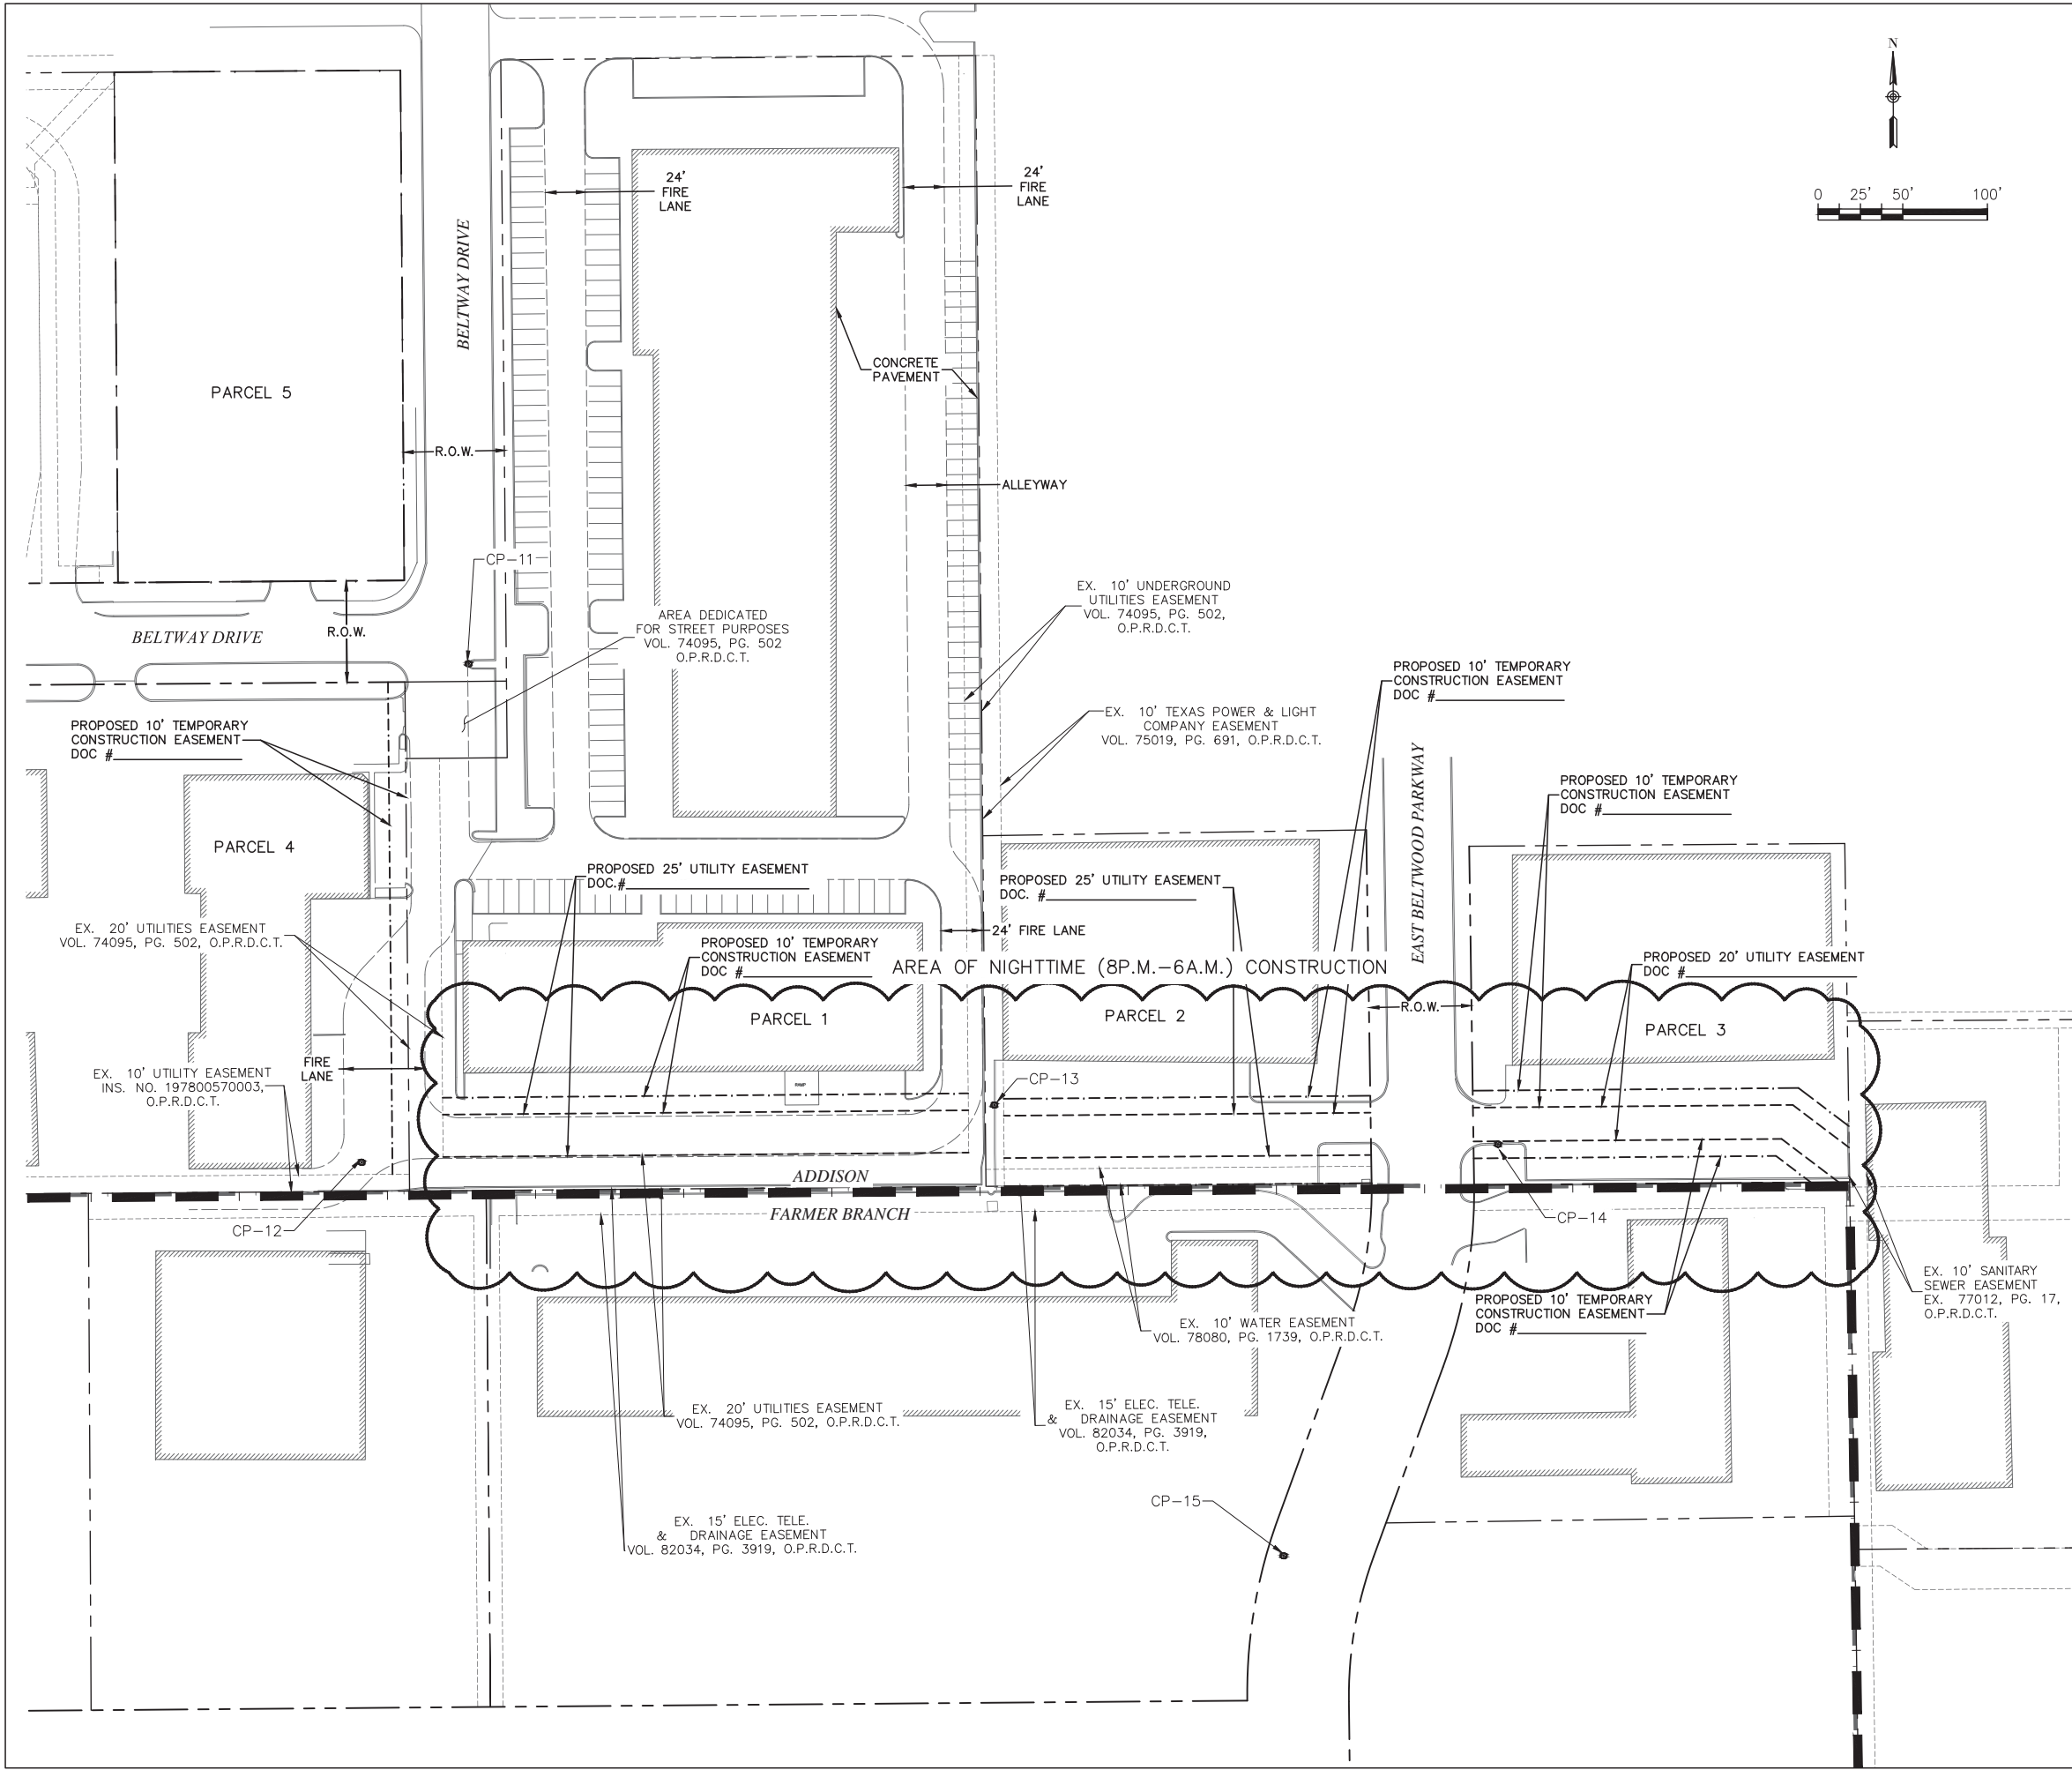 N
0 25' 50' 100'
24'
FIRE
LANE
24'
FIRE
LANE
BELTWAY DRIVE
CONCRETE
PAVEMENT
PARCEL 5
R.O.W.
ALLEYWAY
CP-11
EX. 10' UNDERGROUND
UTILITIES EASEMENT
VOL. 74095, PG. 502,
O.P.R.D.C.T.
AREA DEDICATED
FOR STREET PURPOSES
VOL. 74095, PG. 502
O.P.R.D.C.T.
BELTWAY DRIVE
R.O.W.
PROPOSED 10' TEMPORARY
CONSTRUCTION EASEMENT
DOC #
EX. 10' TEXAS POWER & LIGHT
COMPANY EASEMENT
VOL. 75019, PG. 691, O.P.R.D.C.T.
PROPOSED 10' TEMPORARY
CONSTRUCTION EASEMENT
DOC #
EAST BELTWOOD PARKWAY
PROPOSED 10' TEMPORARY
CONSTRUCTION EASEMENT
DOC #
PARCEL 4
PROPOSED 25' UTILITY EASEMENT
DOC.#
PROPOSED 25' UTILITY EASEMENT
DOC. #
EX. 20' UTILITIES EASEMENT
VOL. 74095, PG. 502, O.P.R.D.C.T.
24' FIRE LANE
PROPOSED 10' TEMPORARY
CONSTRUCTION EASEMENT
DOC #
AREA OF NIGHTTIME (8P.M.-6A.M.) CONSTRUCTION
PROPOSED 20' UTILITY EASEMENT
DOC #
PARCEL 1
PARCEL 2
R.O.W.
PARCEL 3
FIRE
LANE
EX. 10' UTILITY EASEMENT
INS. NO. 197800570003,
O.P.R.D.C.T.
RAMP
CP-13
ADDISON
FARMER BRANCH
CP-12
CP-14
EX. 10' SANITARY
SEWER EASEMENT
EX. 77012, PG. 17,
O.P.R.D.C.T.
PROPOSED 10' TEMPORARY
CONSTRUCTION EASEMENT
DOC #
EX. 10' WATER EASEMENT
VOL. 78080, PG. 1739, O.P.R.D.C.T.
EX. 20' UTILITIES EASEMENT
VOL. 74095, PG. 502, O.P.R.D.C.T.
EX. 15' ELEC. TELE.
& DRAINAGE EASEMENT
VOL. 82034, PG. 3919,
O.P.R.D.C.T.
CP-15
EX. 15' ELEC. TELE.
& DRAINAGE EASEMENT
VOL. 82034, PG. 3919, O.P.R.D.C.T.